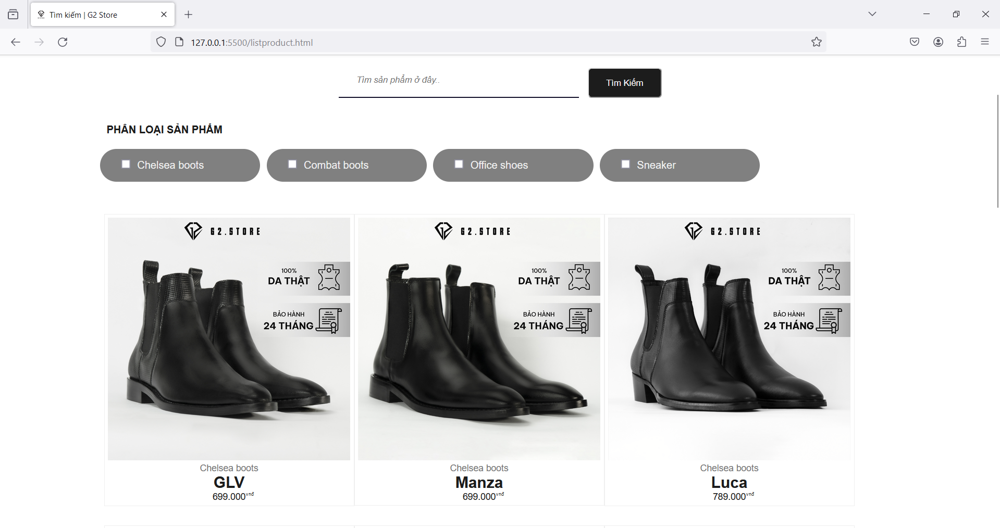 Tìm kiếm | G2 Store
127.0.0.1:5500/listproduct.html
Tìm sản phẩm ở đây..
Tìm Kiếm
PHÂN LOẠI SẢN PHẨM
Chelsea boots
Combat boots
Office shoes
Sneaker
G2.STORE
100%
DA THẬT
BẢO HÀNH
24 THÁNG
Chelsea boots
GLV
699.000vnđ
G2.STORE
100%
DA THẬT
BẢO HÀNH
24 THÁNG
Chelsea boots
Manza
699.000vnđ
G2.STORE
100%
DA THẬT
BẢO HÀNH
24 THÁNG
Chelsea boots
Luca
789.000vnđ